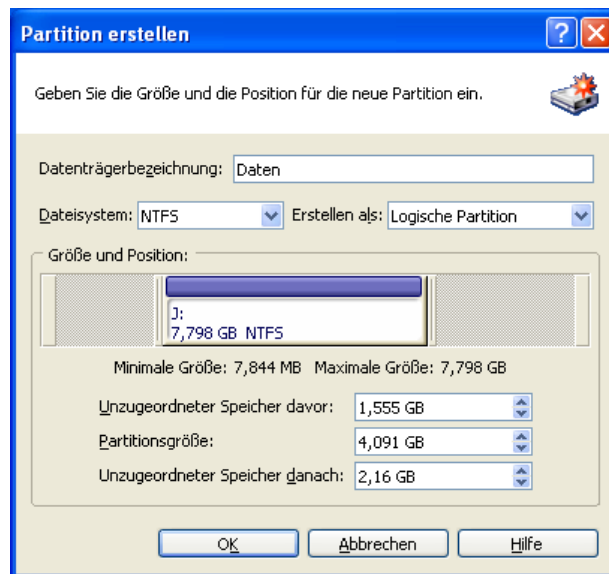 Partition erstellen
Geben Sie die Größe und die Position für die neue Partition ein.
Datenträgerbezeichnung: Daten
Dateisystem: NTFS Erstellen als: Logische Partition
Größe und Position:
J:
7,798 GB NTFS
Minimale Größe: 7,844 MB Maximale Größe: 7,798 GB
Unzugeordneter Speicher davor: 1,555 GB
Partitionsgröße: 4,091 GB
Unzugeordneter Speicher danach: 2,16 GB
OK Abbrechen Hilfe